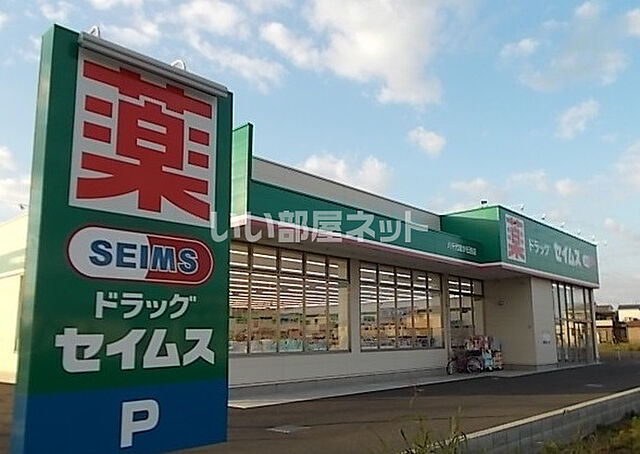 薬
SEIMS
ドラッグ
セイムス
P
いい部屋ネット
薬 ドラッグ セイムス